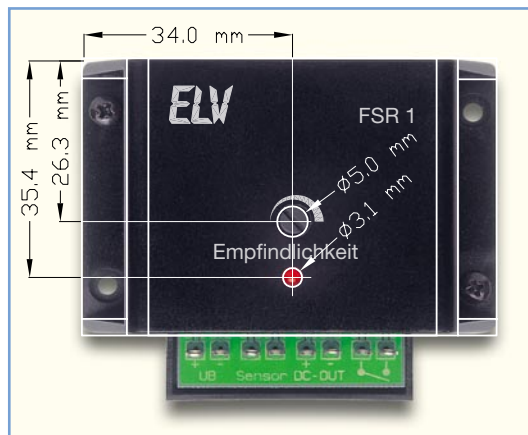 34.0 mm
ELV
FSR 1
26.3 mm
35.4 mm
ø5.0 mm
ø3.1 mm
Empfindlichkeit
+ - + -
UB Sensor DC-OUT